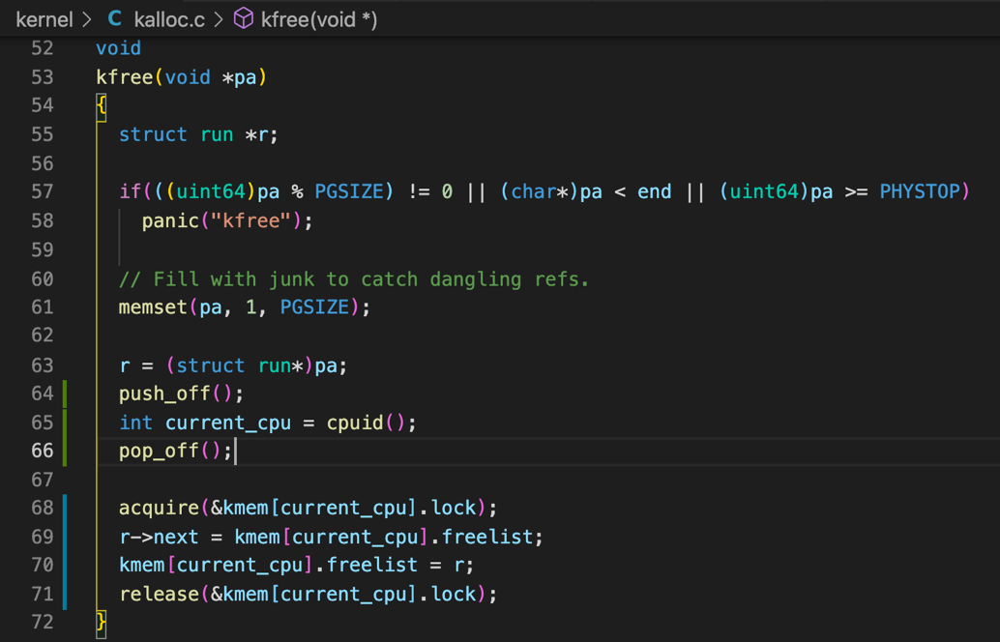 kernel > C kalloc.c > kfree(void *)
52 void
53 kfree(void *pa)
54 {
55   struct run *r;
56
57   if(((uint64)pa % PGSIZE) != 0 || (char*)pa < end || (uint64)pa >= PHYSTOP)
58     panic("kfree");
59
60   // Fill with junk to catch dangling refs.
61   memset(pa, 1, PGSIZE);
62
63   r = (struct run*)pa;
64   push_off();
65   int current_cpu = cpuid();
66   pop_off();
67
68   acquire(&kmem[current_cpu].lock);
69   r->next = kmem[current_cpu].freelist;
70   kmem[current_cpu].freelist = r;
71   release(&kmem[current_cpu].lock);
72 }